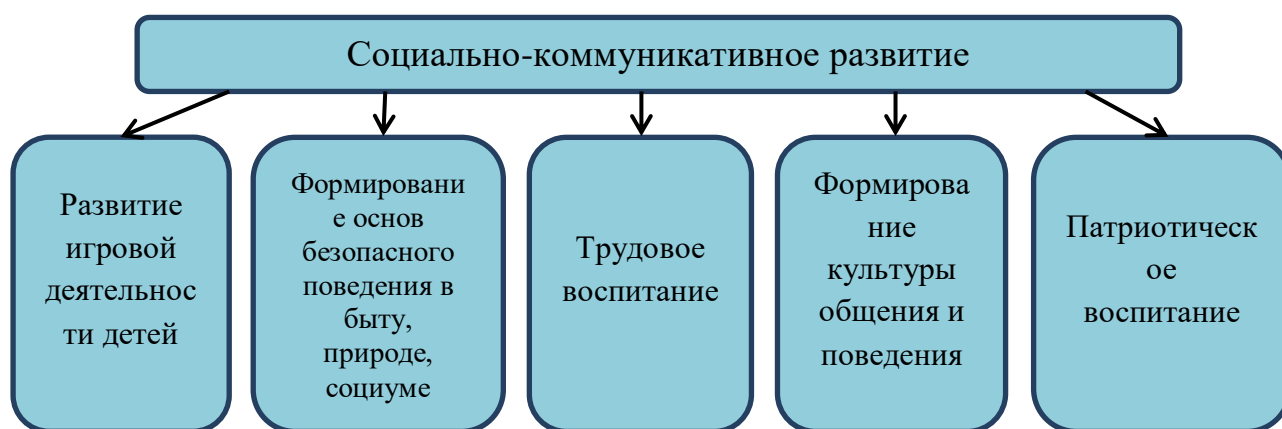 Социально-коммуникативное развитие
Развитие
игровой
деятельнос
ти детей
Формировани
е основ
безопасного
поведения в
быту,
природе,
социуме
Трудовое
воспитание
Формирова
ние
культуры
общения и
поведения
Патриотическ
ое
воспитание